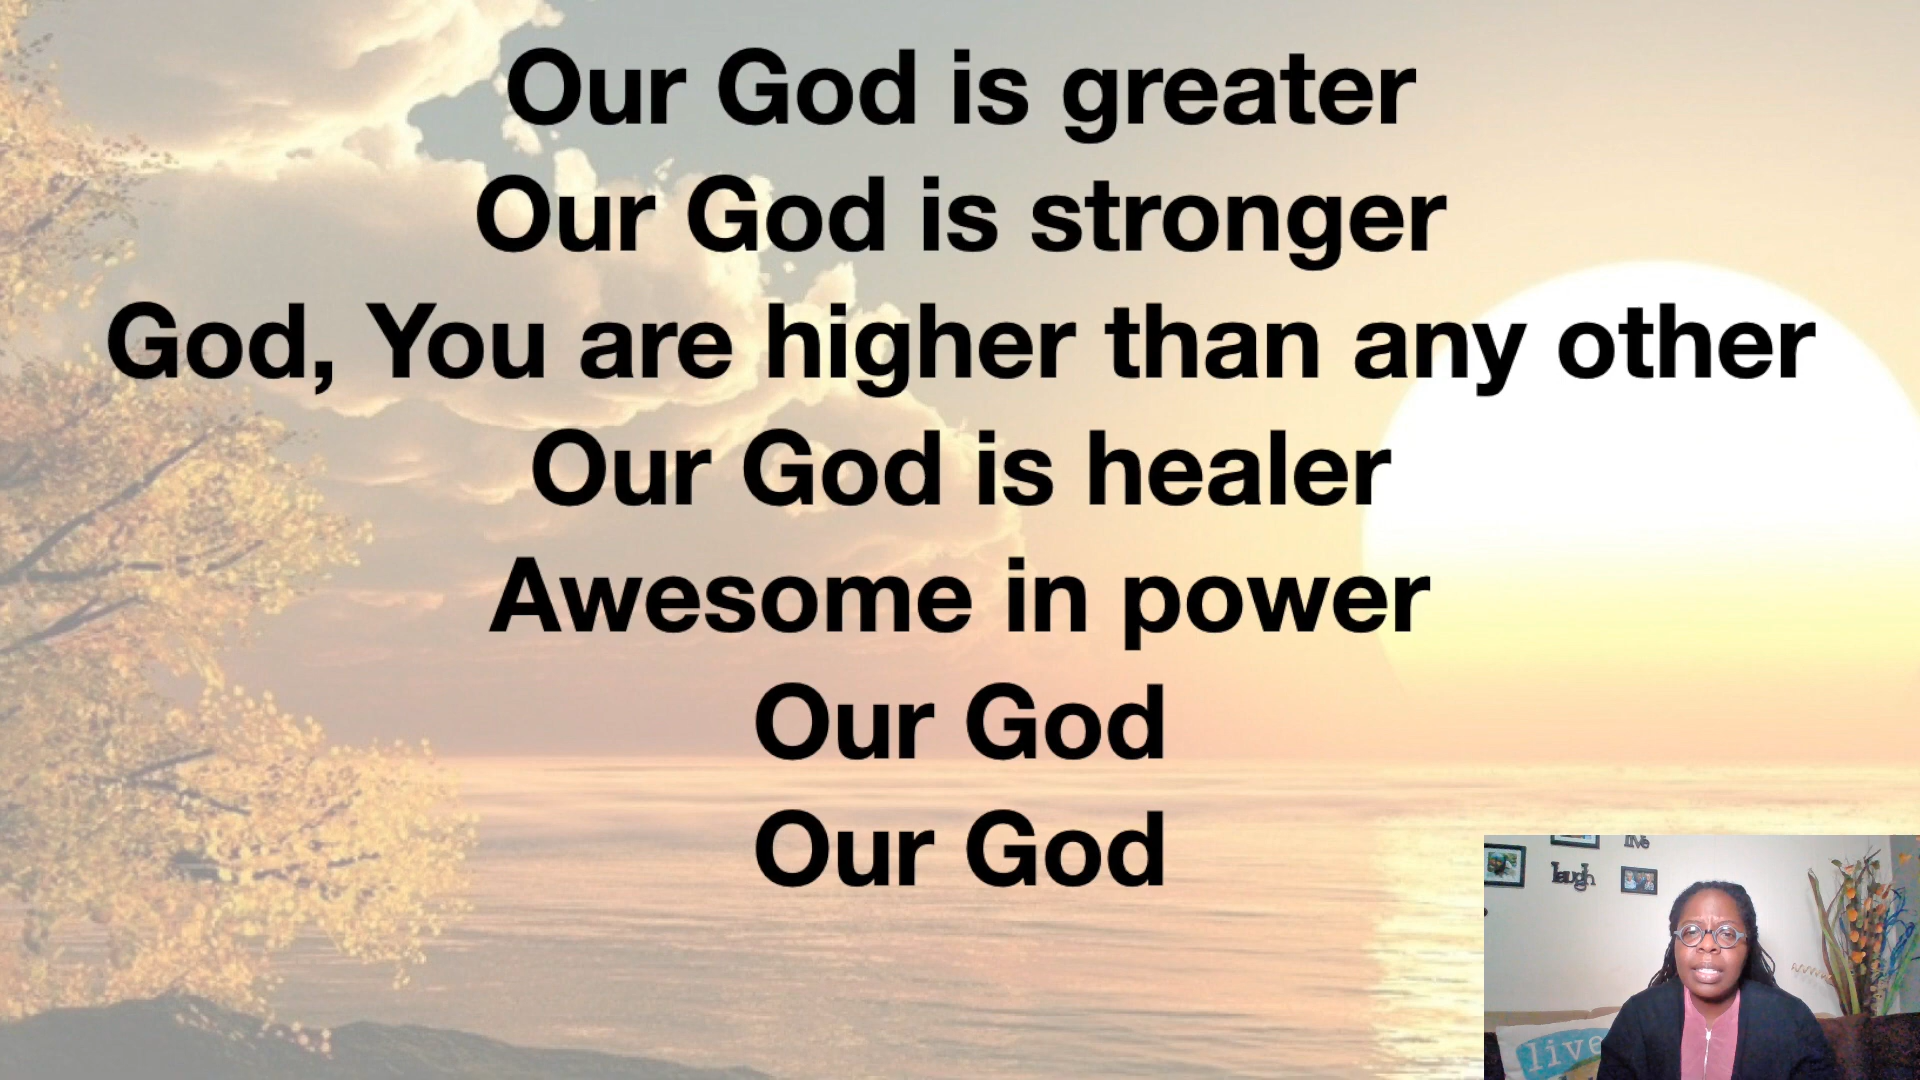 Our God is greater
Our God is stronger
God, You are higher than any other
Our God is healer
Awesome in power
Our God
Our God
live
laugh
live